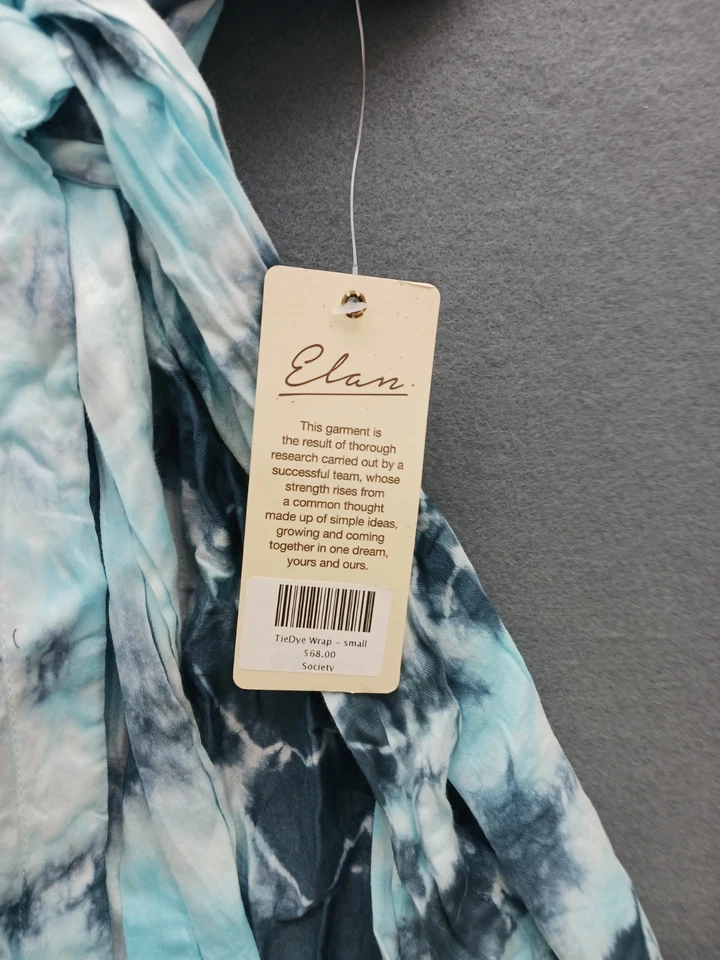 Elan
This garment is
the result of thorough
research carried out by a
successful team, whose
strength rises from
a common thought
made up of simple ideas,
growing and coming
together in one dream,
yours and ours.
TieDye Wrap - small
$68.00
Society